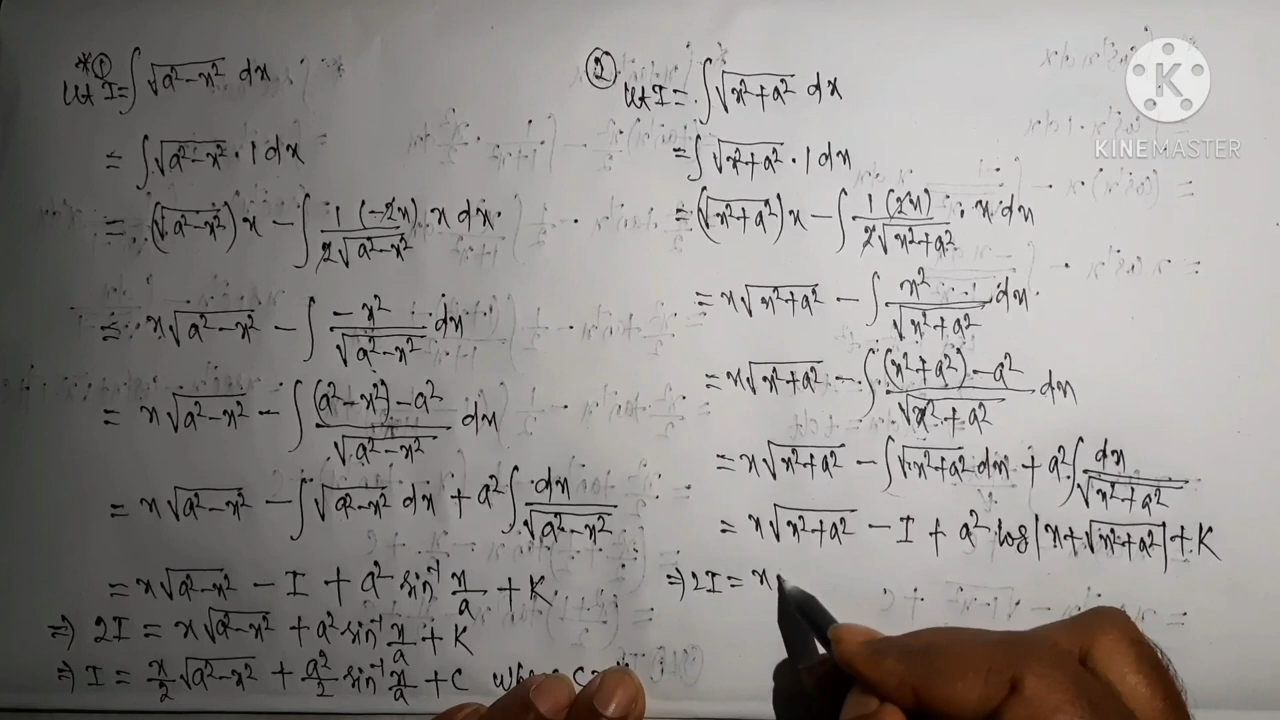 *① Let I = ∫ √(a²−x²) dx
= ∫ √(a²−x²) · 1 dx
= (√(a²−x²)) x − ∫ 1(−2x)/(2√(a²−x²)) x dx
= x√(a²−x²) − ∫ −x²/√(a²−x²) dx
= x√(a²−x²) − ∫ ((a²−x²)−a²)/√(a²−x²) dx
= x√(a²−x²) − ∫ √(a²−x²) dx + a² ∫ dx/√(a²−x²)
= x√(a²−x²) − I + a² sin⁻¹ x/a + K
⇒ 2I = x√(a²−x²) + a² sin⁻¹ x/a + K
⇒ I = x/2 √(a²−x²) + a²/2 sin⁻¹ x/a + C
② Let I = ∫ √(x²+a²) dx
= ∫ √(x²+a²) · 1 dx
= (√(x²+a²)) x − ∫ 1(2x)/(2√(x²+a²)) · x dx
= x√(x²+a²) − ∫ x²/√(x²+a²) dx
= x√(x²+a²) − ∫ ((x²+a²)−a²)/√(x²+a²) dx
= x√(x²+a²) − ∫ √(x²+a²) dx + a² ∫ dx/√(x²+a²)
= x√(x²+a²) − I + a² log|x+√(x²+a²)| + K
⇒ 2I = x
K
KINEMASTER